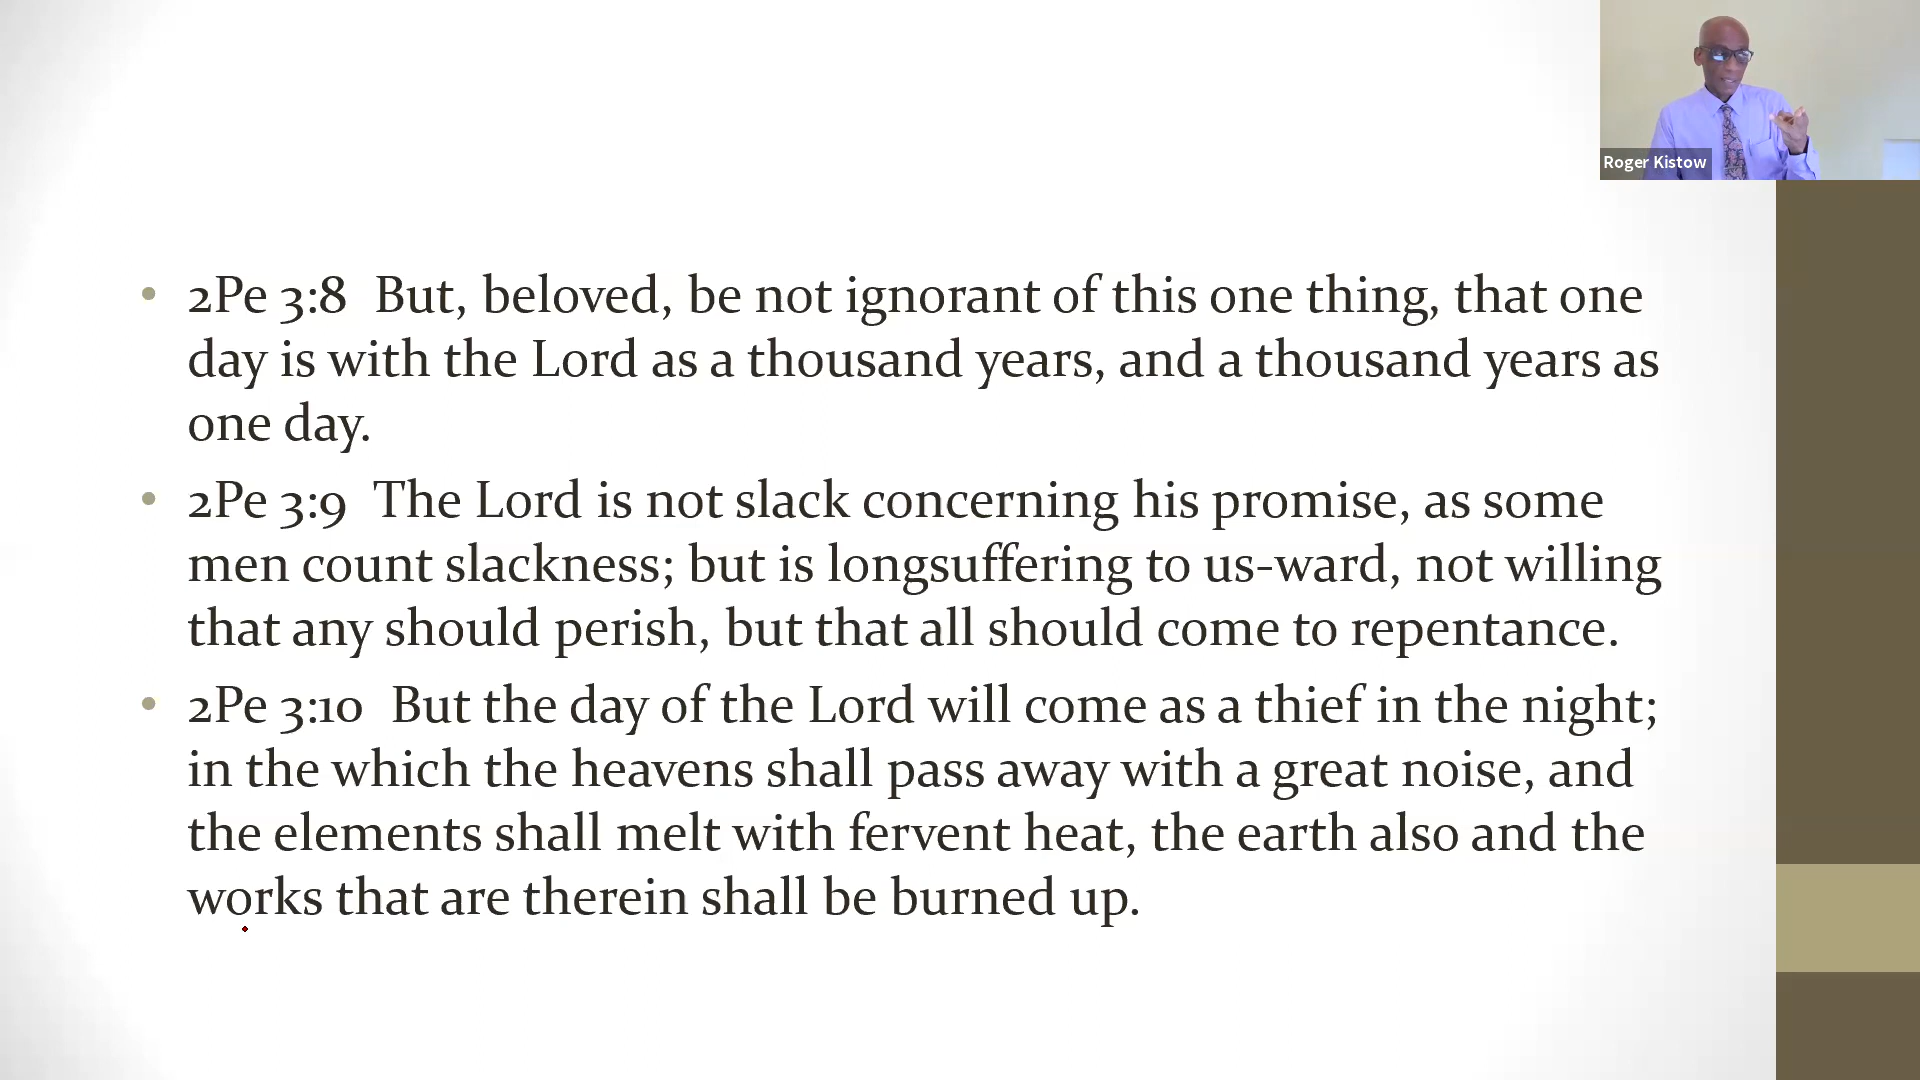 Roger Kistow
• 2Pe 3:8  But, beloved, be not ignorant of this one thing, that one
day is with the Lord as a thousand years, and a thousand years as
one day.
• 2Pe 3:9  The Lord is not slack concerning his promise, as some
men count slackness; but is longsuffering to us-ward, not willing
that any should perish, but that all should come to repentance.
• 2Pe 3:10  But the day of the Lord will come as a thief in the night;
in the which the heavens shall pass away with a great noise, and
the elements shall melt with fervent heat, the earth also and the
works that are therein shall be burned up.